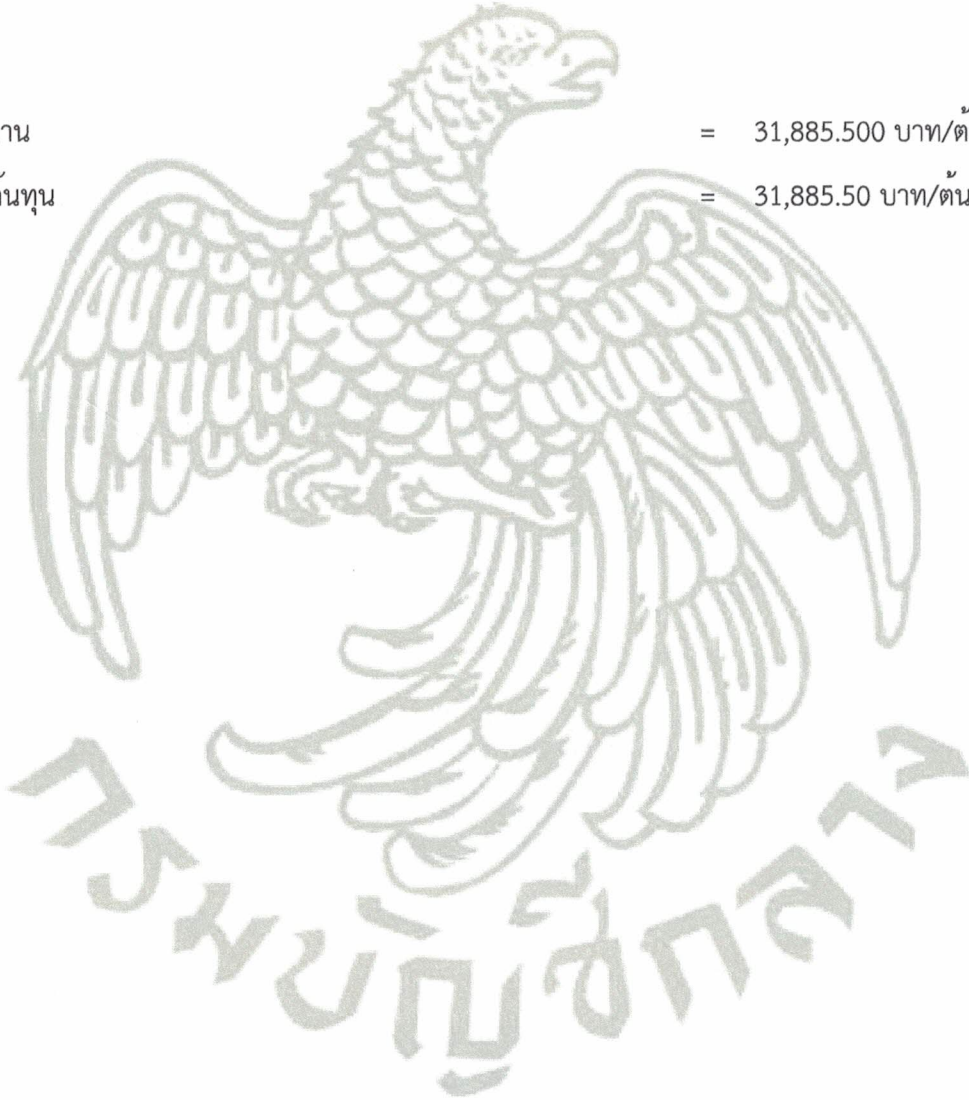 าน = 31,885.500 บาท/ต้
ันทุน = 31,885.50 บาท/ต้น
กรมบัญชีกลาง